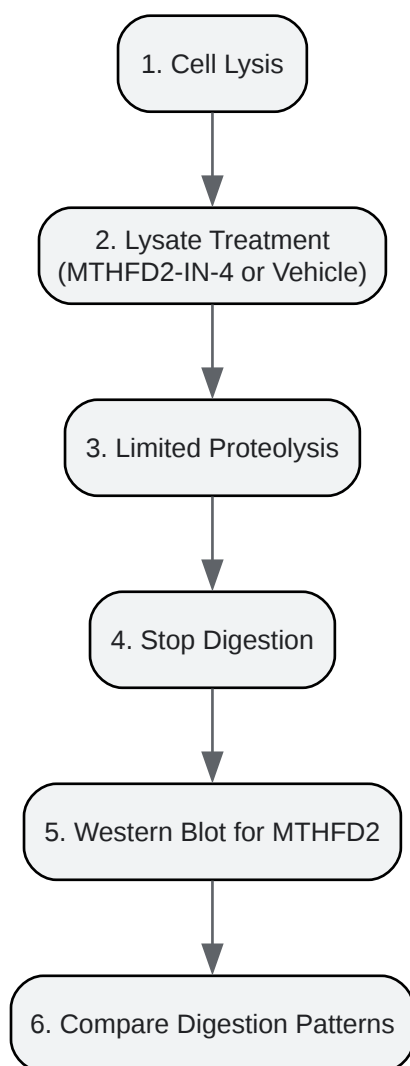 1. Cell Lysis
2. Lysate Treatment
(MTHFD2-IN-4 or Vehicle)
3. Limited Proteolysis
4. Stop Digestion
5. Western Blot for MTHFD2
6. Compare Digestion Patterns